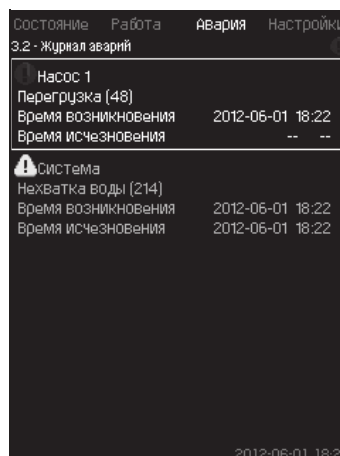 Состояние Работа Авария Настройки
3.2 - Журнал аварий
Насос 1
Перегрузка (48)
Время возникновения 2012-06-01 18:22
Время исчезновения -- --
Система
Нехватка воды (214)
Время возникновения 2012-06-01 18:22
Время исчезновения 2012-06-01 18:22
2012-06-01 18:2